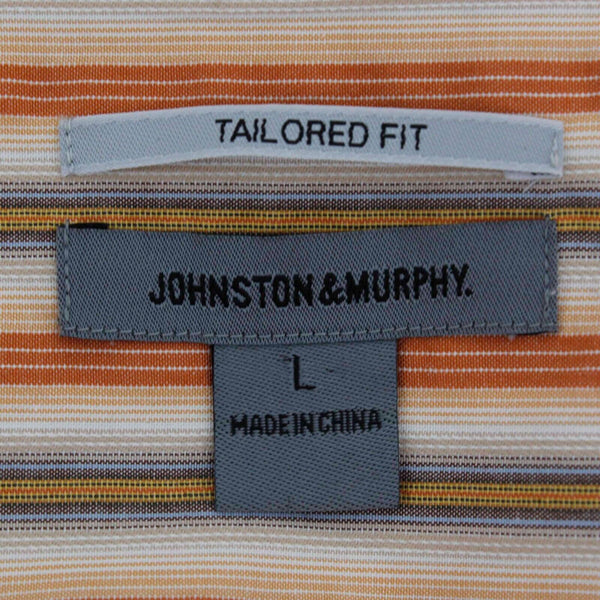 TAILORED FIT
JOHNSTON&MURPHY.
L
MADE IN CHINA